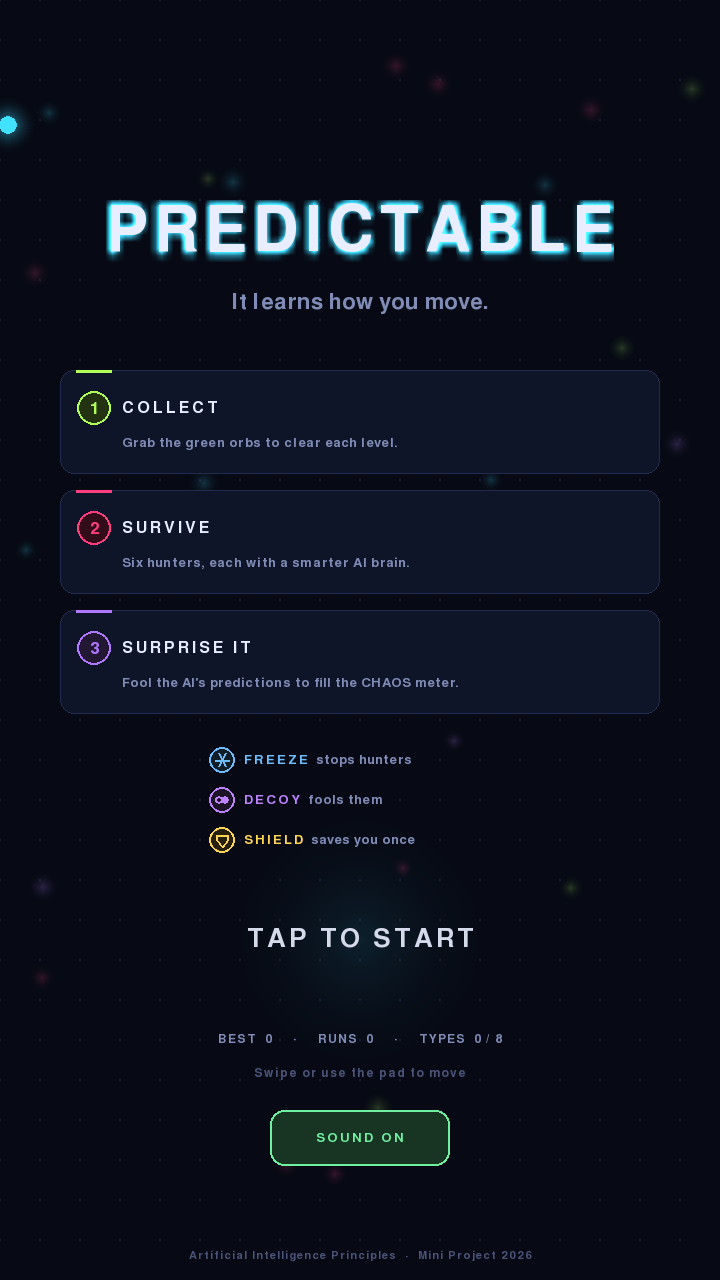 PREDICTABLE
It learns how you move.
1 COLLECT
Grab the green orbs to clear each level.
2 SURVIVE
Six hunters, each with a smarter AI brain.
3 SURPRISE IT
Fool the AI's predictions to fill the CHAOS meter.
FREEZE stops hunters
DECOY fools them
SHIELD saves you once
TAP TO START
BEST 0 · RUNS 0 · TYPES 0 / 8
Swipe or use the pad to move
SOUND ON
Artificial Intelligence Principles · Mini Project 2026